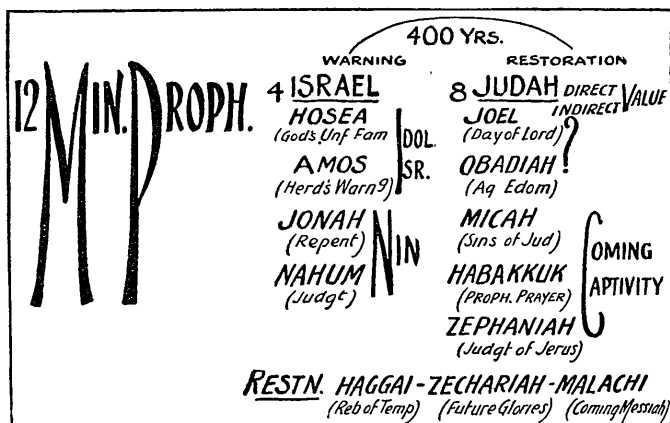 400 YRS.
WARNING RESTORATION
12 MIN. PROPH.
4 ISRAEL
HOSEA
(God's Unf Fam
AMOS
(Herd's Warng)
IDOL.
SR.
JONAH
(Repent)
NAHUM
(Judgt)
NIN
8 JUDAH DIRECT INDIRECT VALUE
JOEL
(Day of Lord)
OBADIAH
(Ag Edom)
?
MICAH
(Sins of Jud)
HABAKKUK
(PROPH. PRAYER)
ZEPHANIAH
(Judgt of Jerus)
COMING
CAPTIVITY
RESTN. HAGGAI - ZECHARIAH - MALACHI
(Reb of Temp) (Future Glories) (Coming Messiah)